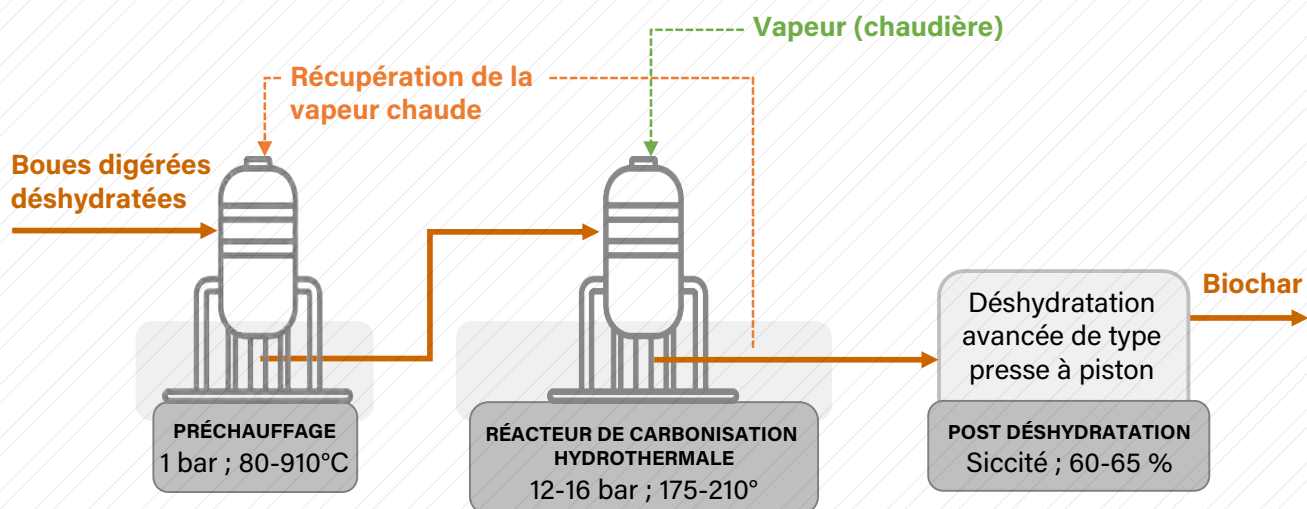 Vapeur (chaudière)
Récupération de la
vapeur chaude
Boues digérées
déshydratées
Biochar
Déshydratation
avancée de type
presse à piston
PRÉCHAUFFAGE
1 bar ; 80-910°C
RÉACTEUR DE CARBONISATION
HYDROTHERMALE
12-16 bar ; 175-210°
POST DÉSHYDRATATION
Siccité ; 60-65 %